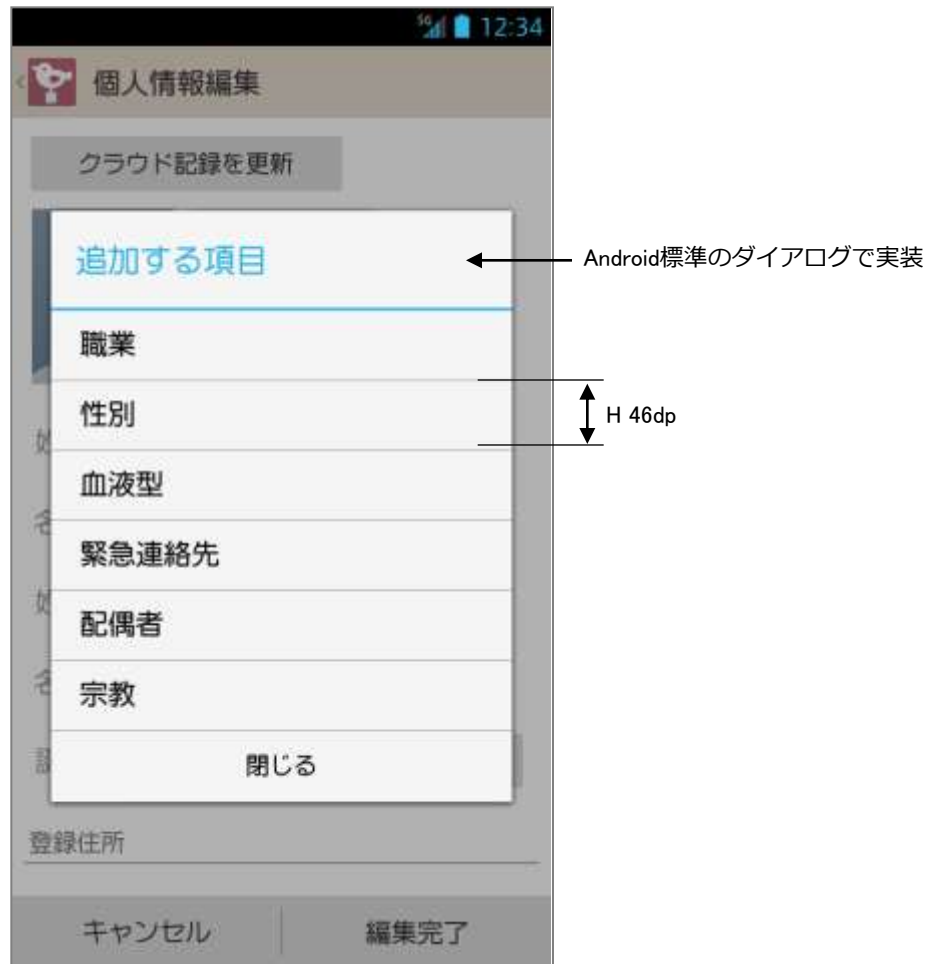 5G 12:34
個人情報編集
クラウド記録を更新
追加する項目
Android標準のダイアログで実装
職業
性別
H 46dp
血液型
緊急連絡先
配偶者
宗教
閉じる
登録住所
キャンセル
編集完了